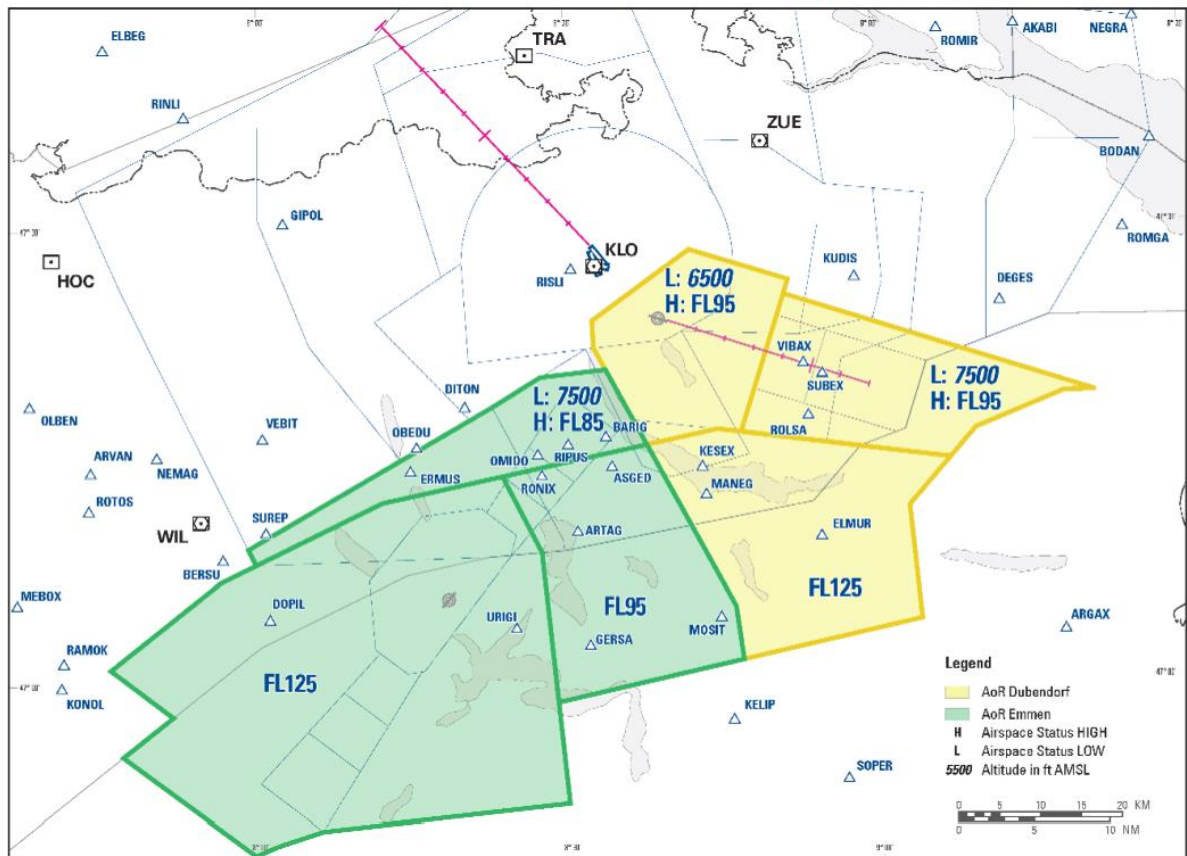 ELBEG
TRA
ROMIR
AKABI
NEGRA
RINLI
ZUE
BODAN
47° 30'
GIPOL
47° 30'
ROMGA
HOC
KLO
RISLI
KUDIS
DEGES
L: 6500
H: FL95
VIBAX
SUBEX
L: 7500
H: FL95
DITON
L: 7500
H: FL85
OLBEN
VEBIT
OBEDU
BARIG
ROLSA
ARVAN
NEMAG
OMIDO
RIPUS
KESEX
ERMUS
RONIX
ASGED
MANEG
ROTOS
WIL
SUREP
ARTAG
ELMUR
BERSU
MEBOX
DOPIL
URIGI
FL95
MOSIT
FL125
ARGAX
GERSA
RAMOK
KONOL
FL125
KELIP
SOPER
Legend
AoR Dubendorf
AoR Emmen
H Airspace Status HIGH
L Airspace Status LOW
5500 Altitude in ft AMSL
0 5 10 15 20 KM
0 5 10 NM